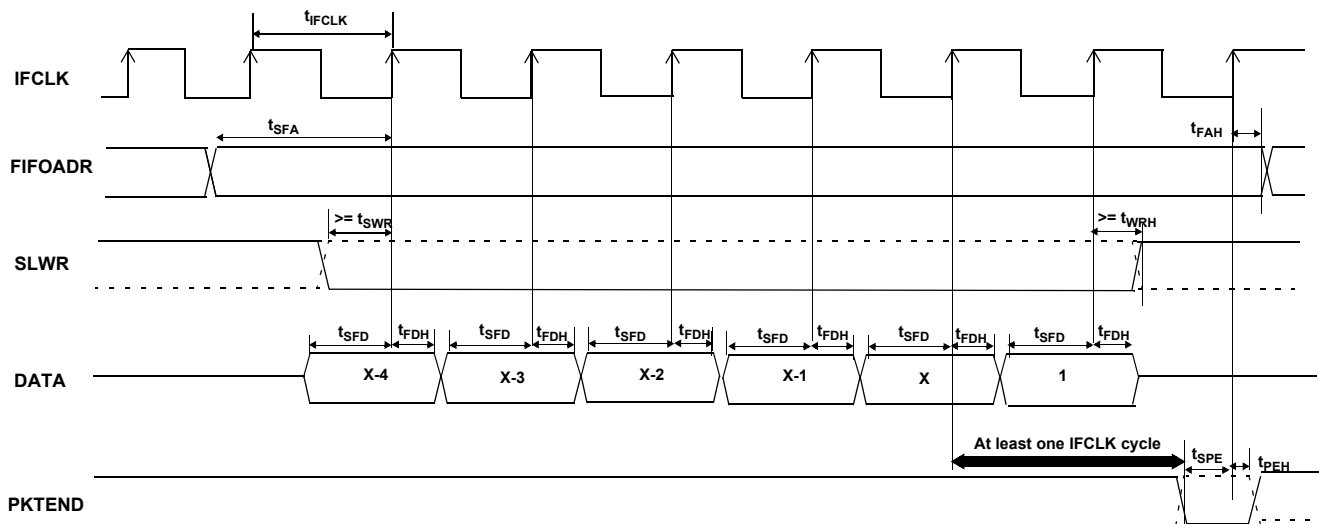 tIFCLK
IFCLK
tSFA
tFAH
FIFOADR
>= tSWR
>= tWRH
SLWR
tSFD tFDH tSFD tFDH tSFD tFDH tSFD tFDH tSFD tFDH tSFD tFDH
DATA X-4 X-3 X-2 X-1 X 1
At least one IFCLK cycle
tSPE
tPEH
PKTEND